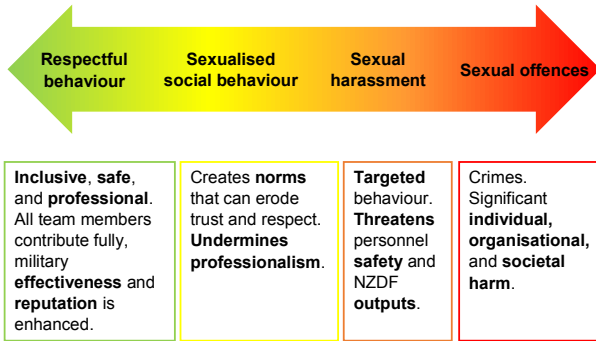 Respectful
behaviour
Sexualised
social behaviour
Sexual
harassment
Sexual offences
Inclusive, safe,
and professional.
All team members
contribute fully,
military
effectiveness and
reputation is
enhanced.
Creates norms
that can erode
trust and respect.
Undermines
professionalism.
Targeted
behaviour.
Threatens
personnel
safety and
NZDF
outputs.
Crimes.
Significant
individual,
organisational,
and societal
harm.